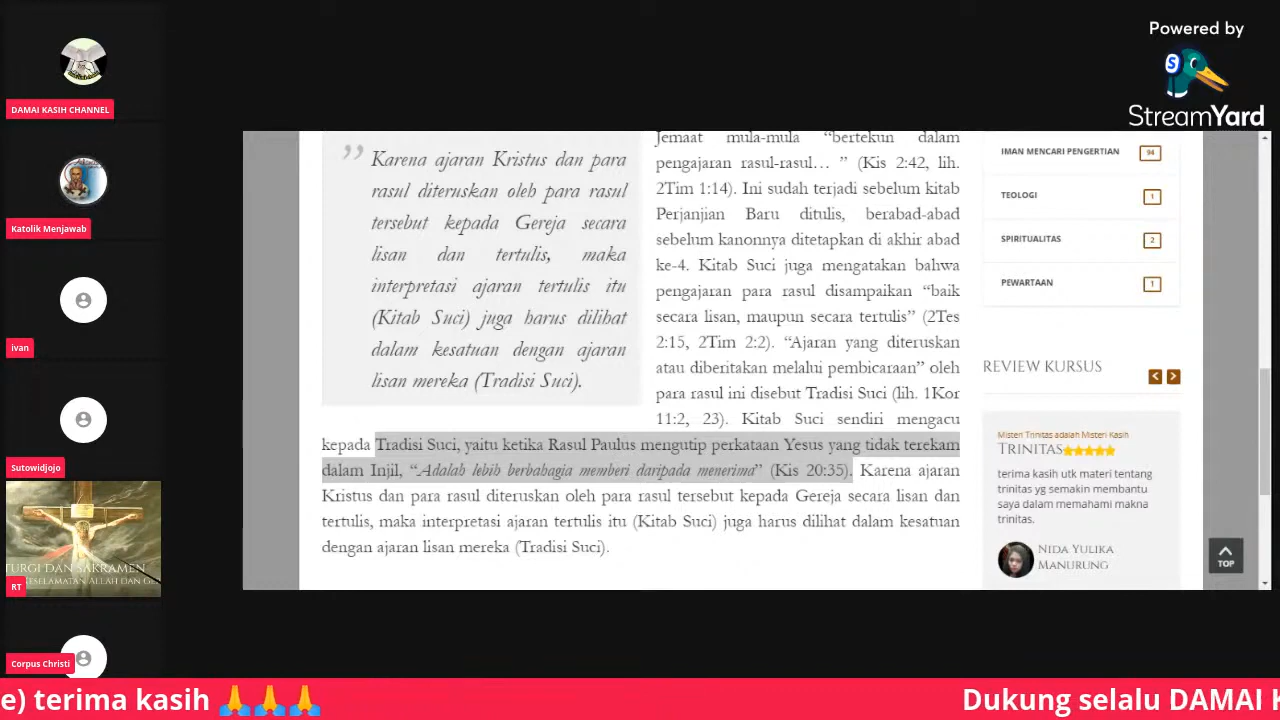 Powered by
StreamYard
DAMAI KASIH CHANNEL
Katolik Menjawab
ivan
Sutowidjojo
TURGI DAN SAKRAMEN
KESELAMATAN ALLAH DAN GE
RT
Corpus Christi
” Karena ajaran Kristus dan para
rasul diteruskan oleh para rasul
tersebut kepada Gereja secara
lisan dan tertulis, maka
interpretasi ajaran tertulis itu
(Kitab Suci) juga harus dilihat
dalam kesatuan dengan ajaran
lisan mereka (Tradisi Suci).
Jemaat mula-mula “bertekun dalam
pengajaran rasul-rasul… ” (Kis 2:42, lih.
2Tim 1:14). Ini sudah terjadi sebelum kitab
Perjanjian Baru ditulis, berabad-abad
sebelum kanonnya ditetapkan di akhir abad
ke-4. Kitab Suci juga mengatakan bahwa
pengajaran para rasul disampaikan “baik
secara lisan, maupun secara tertulis” (2Tes
2:15, 2Tim 2:2). “Ajaran yang diteruskan
atau diberitakan melalui pembicaraan” oleh
para rasul ini disebut Tradisi Suci (lih. 1Kor
11:2, 23). Kitab Suci sendiri mengacu
kepada Tradisi Suci, yaitu ketika Rasul Paulus mengutip perkataan Yesus yang tidak terekam
dalam Injil, “Adalah lebih berbahagia memberi daripada menerima” (Kis 20:35). Karena ajaran
Kristus dan para rasul diteruskan oleh para rasul tersebut kepada Gereja secara lisan dan
tertulis, maka interpretasi ajaran tertulis itu (Kitab Suci) juga harus dilihat dalam kesatuan
dengan ajaran lisan mereka (Tradisi Suci).
IMAN MENCARI PENGERTIAN 94
TEOLOGI 1
SPIRITUALITAS 2
PEWARTAAN 1
REVIEW KURSUS
Misteri Trinitas adalah Misteri Kasih
TRINITAS
terima kasih utk materi tentang
trinitas yg semakin membantu
saya dalam memahami makna
trinitas.
NIDA YULIKA
MANURUNG
TOP
e) terima kasih 🙏🙏🙏 Dukung selalu DAMAI K